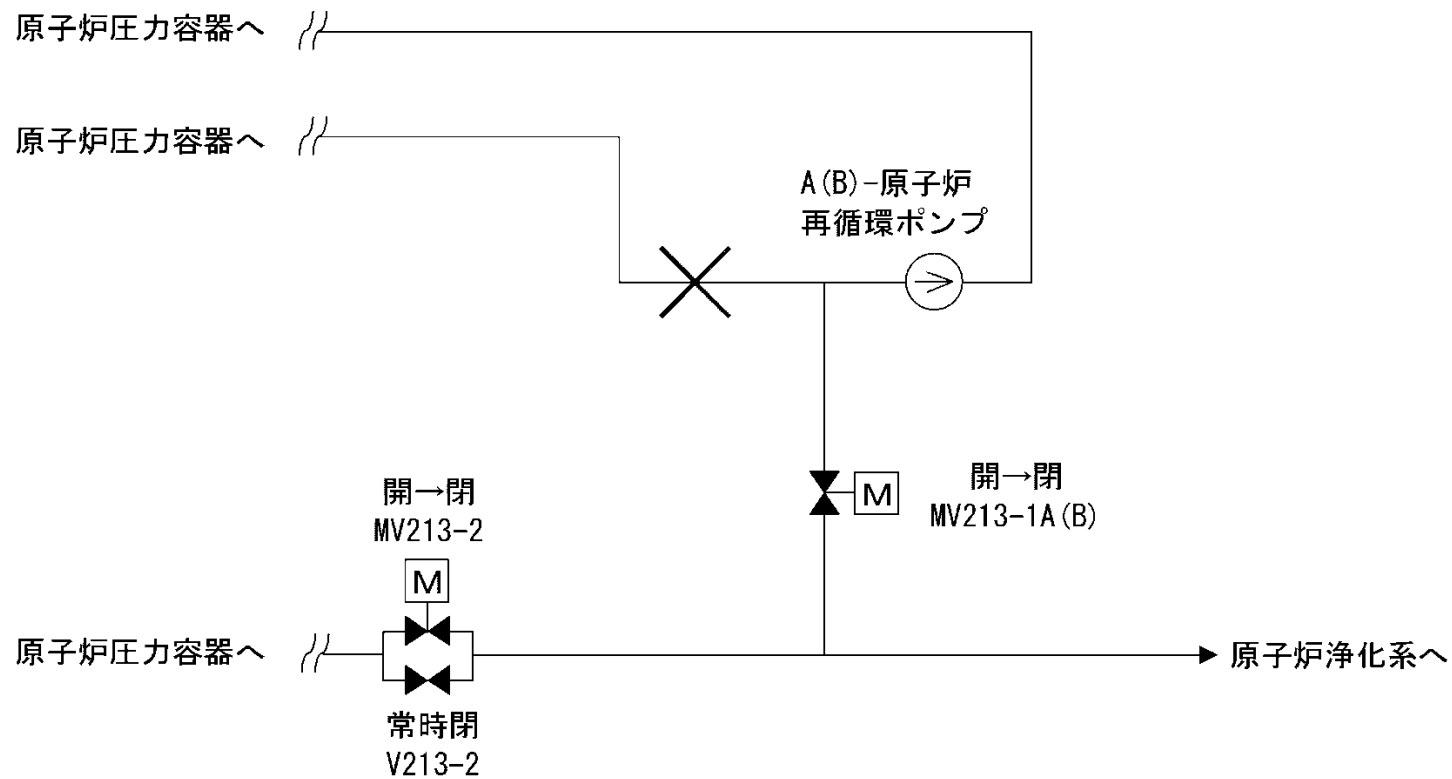 原子炉圧力容器へ
原子炉圧力容器へ
A(B)-原子炉
再循環ポンプ
開→閉
MV213-1A(B)
M
開→閉
MV213-2
M
原子炉圧力容器へ
原子炉浄化系へ
常時閉
V213-2